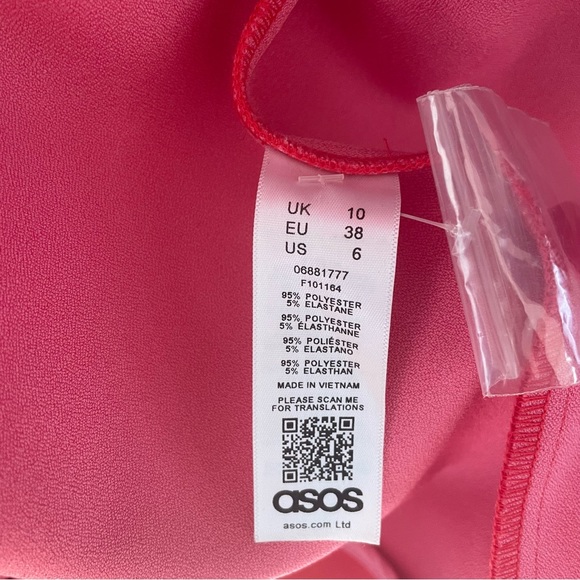 UK 10
EU 38
US 6
06881777
F101164
95% POLYESTER
5% ELASTANE
95% POLYESTER
5% ÉLASTHANNE
95% POLIÉSTER
5% ELASTANO
95% POLYESTER
5% ELASTHAN
MADE IN VIETNAM
PLEASE SCAN ME
FOR TRANSLATIONS
asos
asos.com Ltd